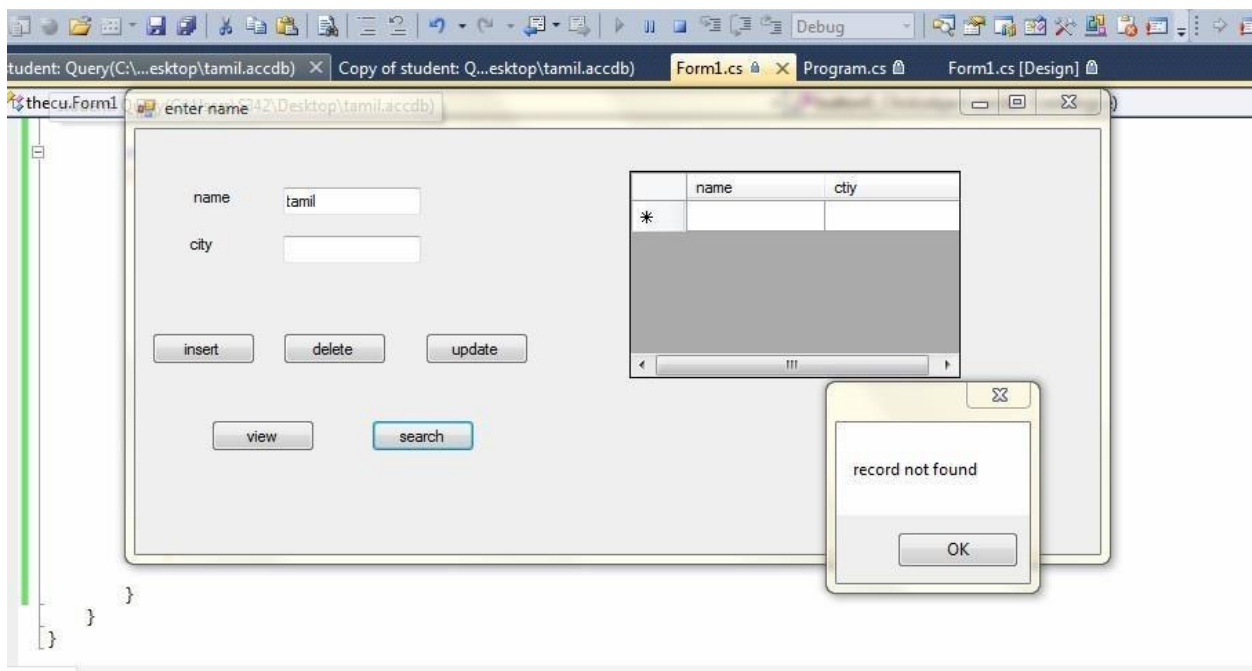 Debug
tudent: Query(C:\...esktop\tamil.accdb) Copy of student: Q...esktop\tamil.accdb) Form1.cs Program.cs Form1.cs [Design]
thecu.Form1
enter name
name tamil
city
name ctiy
insert delete update
view search
record not found
OK
}
}
}